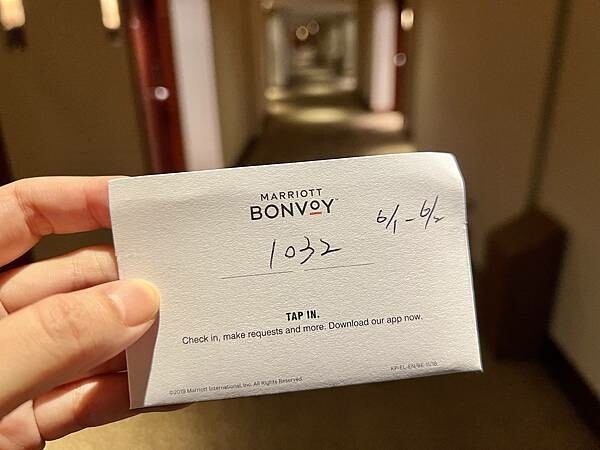 MARRIOTT
BONVOY™
6/1-6/2
1032
TAP IN.
Check in, make requests and more. Download our app now.
©2019 Marriott International, Inc. All Rights Reserved.